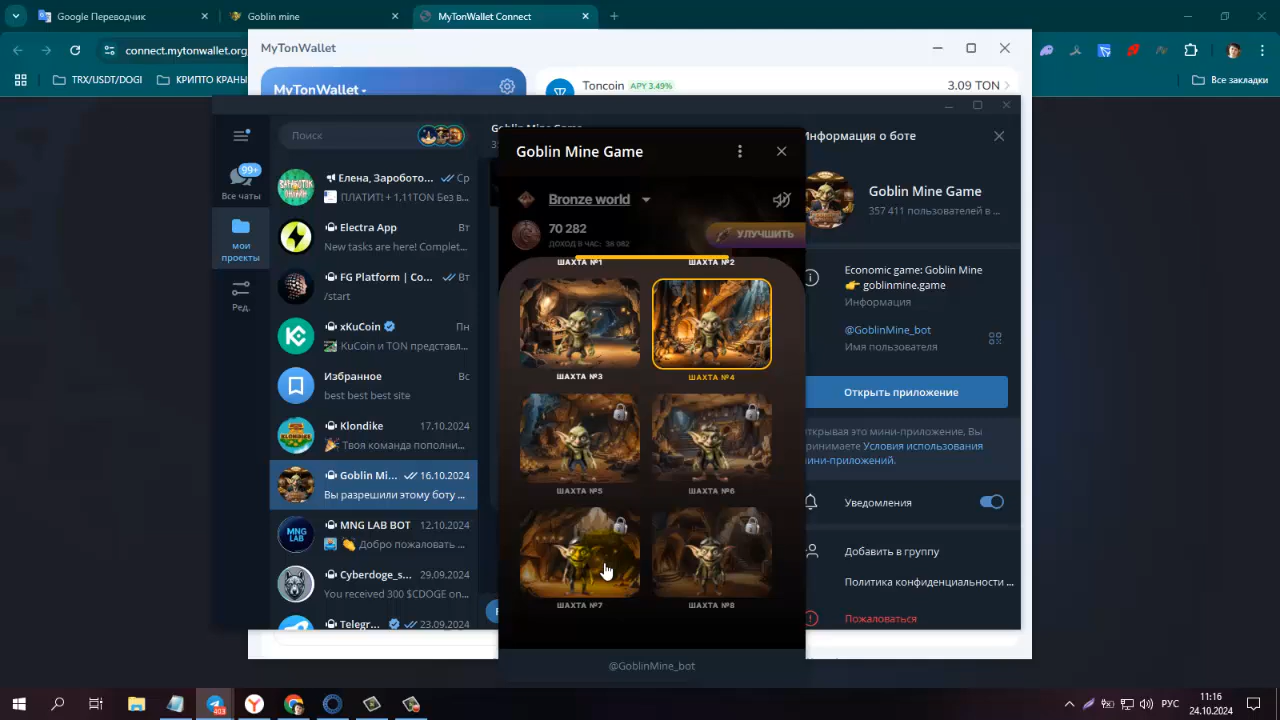 Google Переводчик
Goblin mine
MyTonWallet Connect
connect.mytonwallet.org
TRX/USDT/DOGI
КРИПТО КРАНЫ
Все закладки
MyTonWallet
MyTonWallet
Toncoin APY 3.49%
3.09 TON
Поиск
99+
Все чаты
мои
проекты
Ред.
Елена, Заработо... Ср
ПЛАТИТ! + 1,11TON Без в...
Electra App Вт
New tasks are here! Complet...
FG Platform | Co... Вт
/start
xKuCoin Пн
KuCoin и TON представл...
Избранное Вс
best best best site
Klondike 17.10.2024
Твоя команда пополни...
Goblin Mi... 16.10.2024
Вы разрешили этому боту ...
MNG LAB BOT 12.10.2024
Добро пожаловать ...
Cyberdoge_s... 29.09.2024
You received 300 $CDOGE on...
Telegr... 23.09.2024
Goblin Mine Game
Bronze world
70 282
ДОХОД В ЧАС: 38 062
УЛУЧШИТЬ
ШАХТА №1
ШАХТА №2
ШАХТА №3
ШАХТА №4
ШАХТА №5
ШАХТА №6
ШАХТА №7
ШАХТА №8
@GoblinMine_bot
Информация о боте
Goblin Mine Game
357 411 пользователей в ...
Economic game: Goblin Mine
👉 goblinmine.game
Информация
@GoblinMine_bot
Имя пользователя
Открыть приложение
Вы
Условия использования
Уведомления
Добавить в группу
Политика конфиденциальности ...
Пожаловаться
403
РУС
11:16
24.10.2024